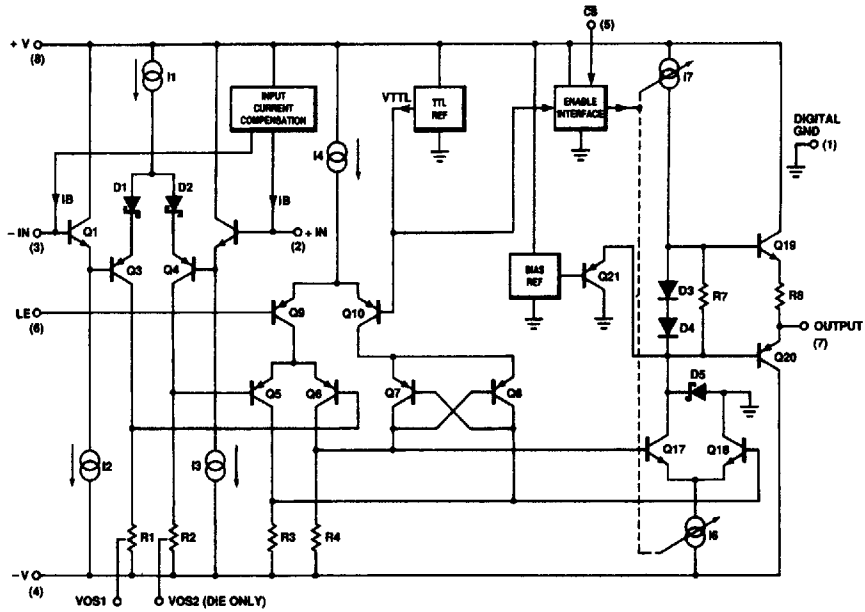 C̅S̅
(5)
+ V
(8)
I1
INPUT
CURRENT
COMPENSATION
VTTL
TTL
REF
ENABLE
INTERFACE
I7
DIGITAL
GND
(1)
I4
D1
D2
IB
IB
– IN
(3)
Q1
+ IN
(2)
Q3
Q4
Q19
BIAS
REF
Q21
D3
D4
R7
R8
LE
(6)
Q9
Q10
OUTPUT
(7)
Q20
Q5
Q6
Q7
Q8
D5
Q17
Q18
I2
I3
R1
R2
R3
R4
I6
–V
(4)
VOS1
VOS2 (DIE ONLY)